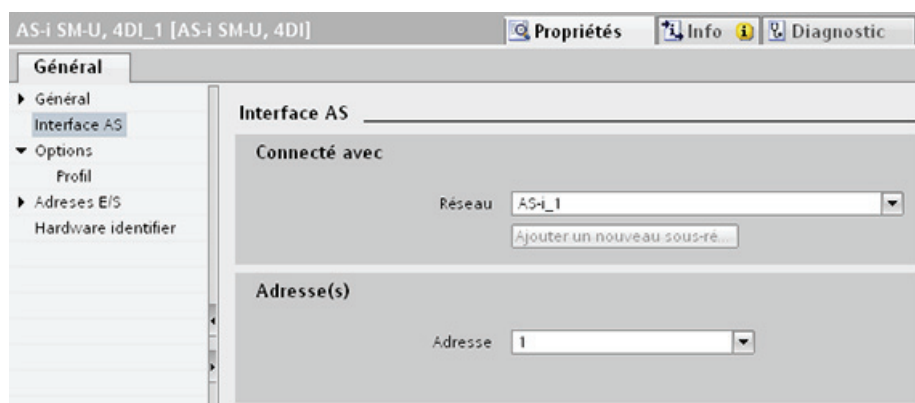 AS-i SM-U, 4DI_1 [AS-i SM-U, 4DI]
Propriétés
Info
Diagnostic
Général
Général
Interface AS
Options
Profil
Adreses E/S
Hardware identifier
Interface AS
Connecté avec
Réseau AS-i_1
Ajouter un nouveau sous-ré...
Adresse(s)
Adresse 1